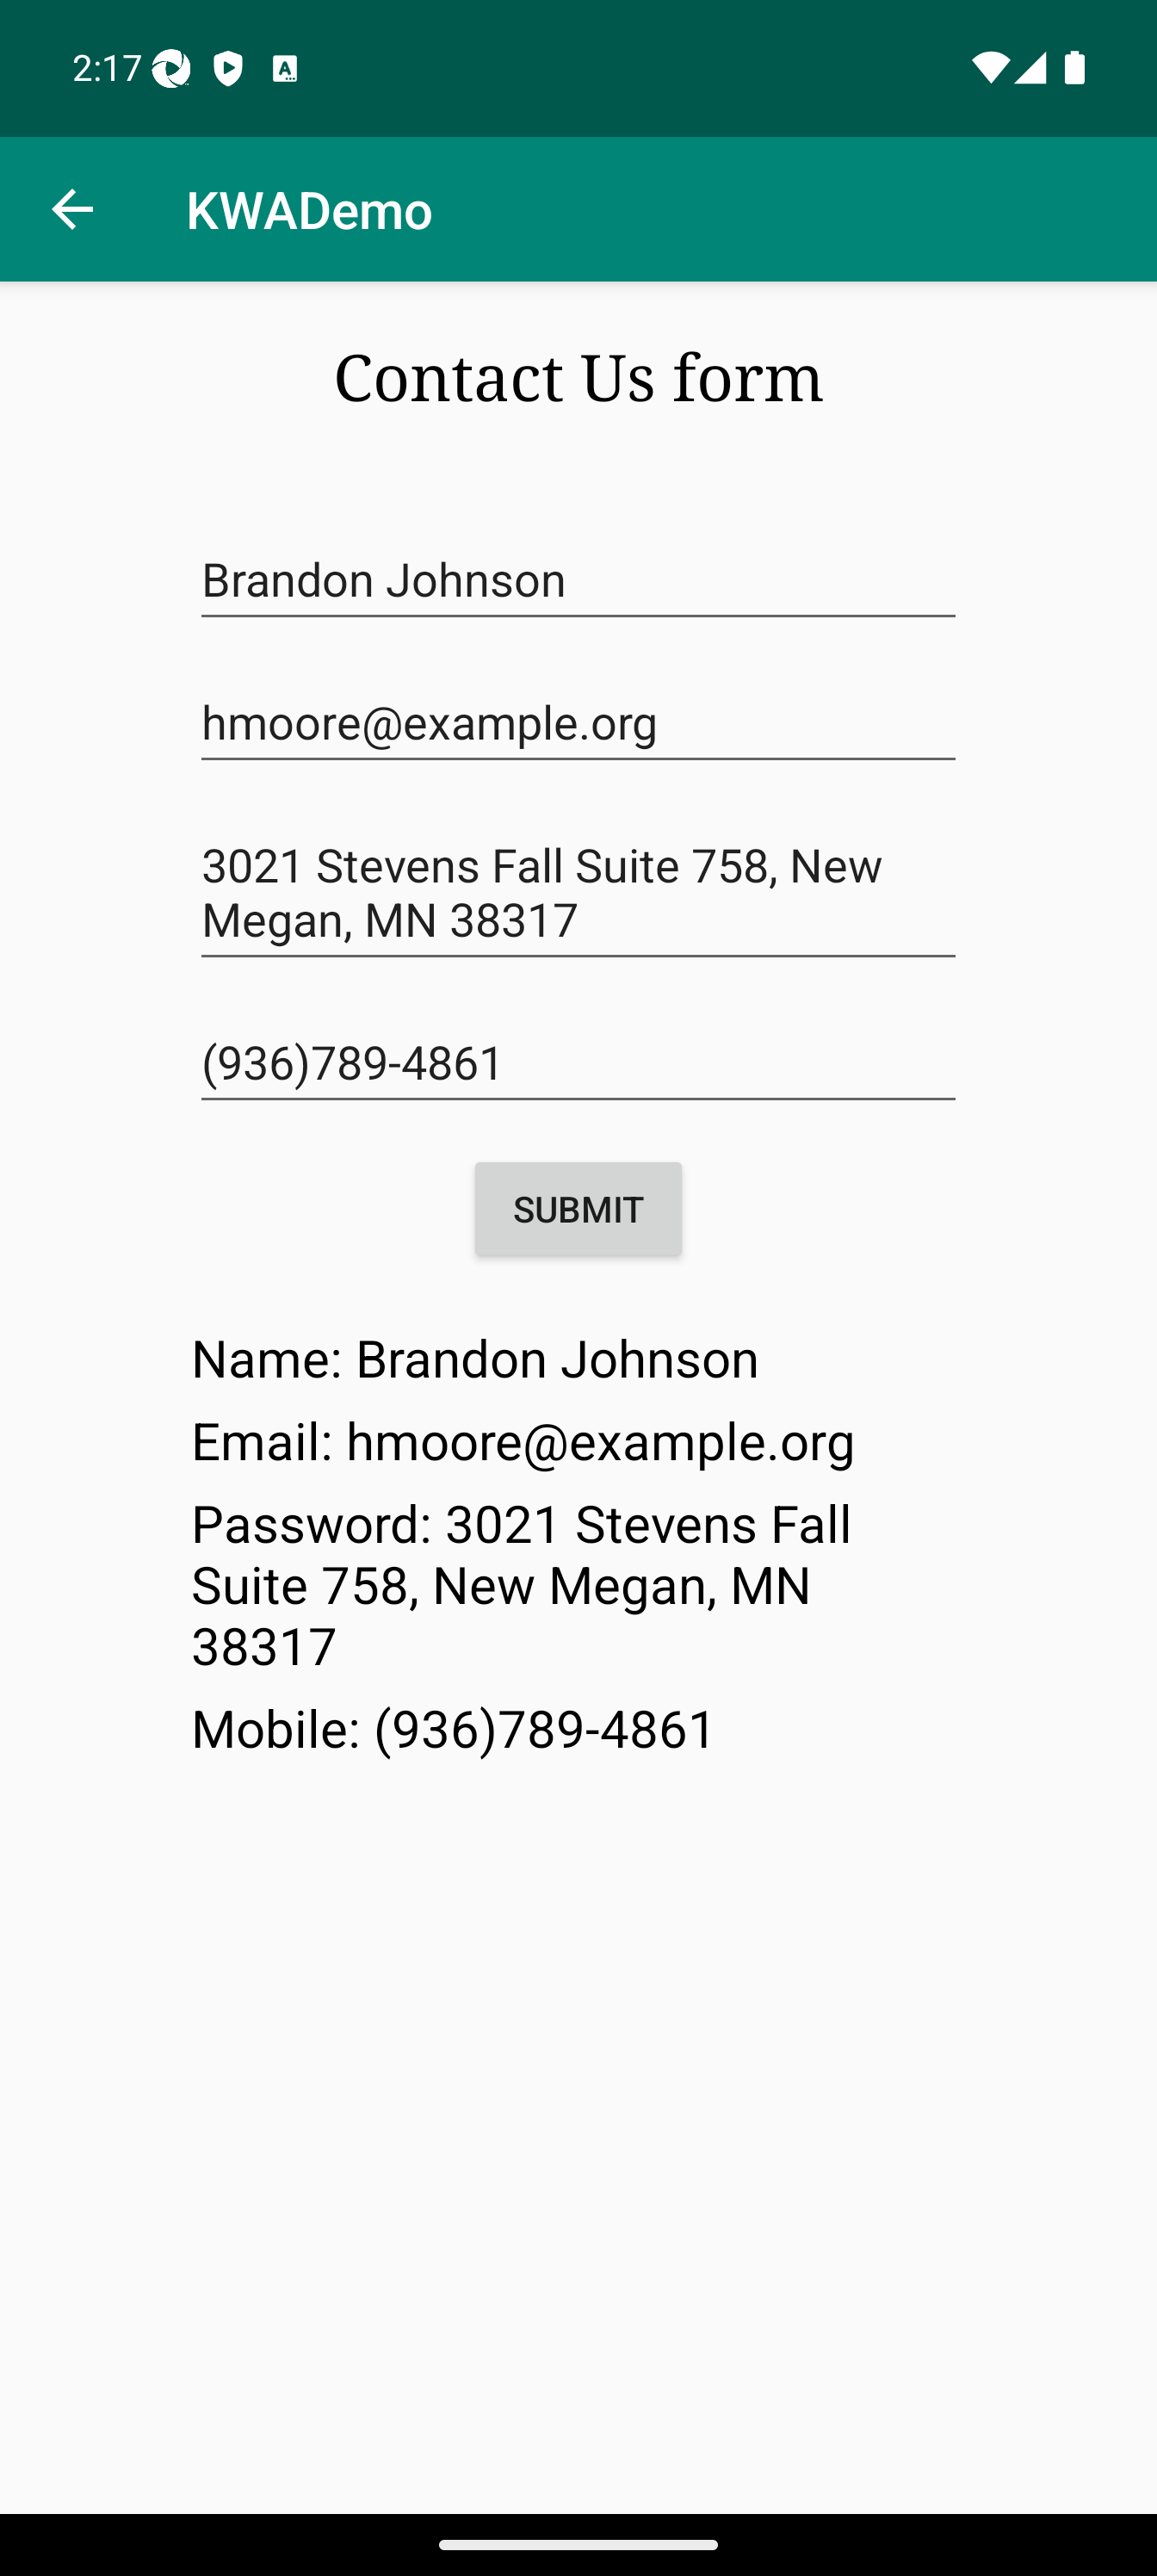 2:17
KWADemo
Contact Us form
Brandon Johnson
hmoore@example.org
3021 Stevens Fall Suite 758, New
Megan, MN 38317
(936)789-4861
SUBMIT
Name: Brandon Johnson
Email: hmoore@example.org
Password: 3021 Stevens Fall
Suite 758, New Megan, MN
38317
Mobile: (936)789-4861